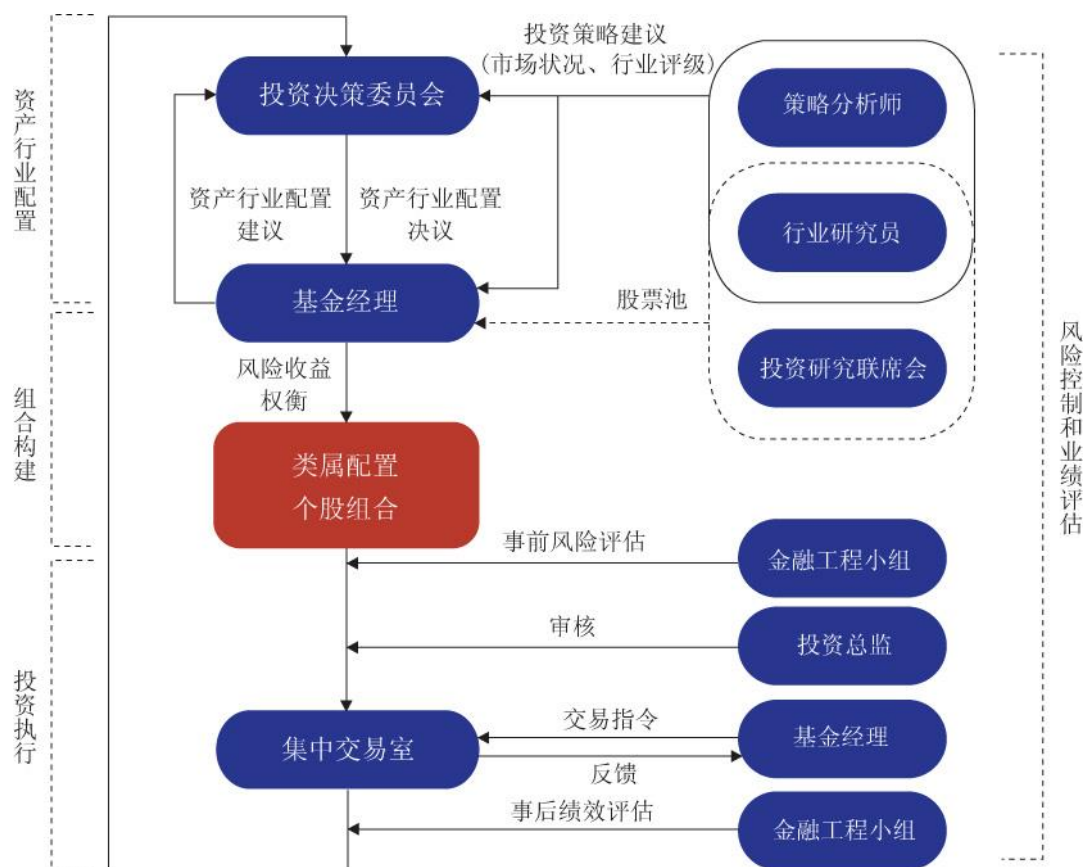 投资策略建议
(市场状况、行业评级)
投资决策委员会
策略分析师
资产行业配置
资产行业配置
建议
资产行业配置
决议
行业研究员
基金经理
股票池
投资研究联席会
风险收益
权衡
组合构建
类属配置
个股组合
风险控制和业绩评估
事前风险评估
金融工程小组
审核
投资总监
投资执行
集中交易室
交易指令
基金经理
反馈
事后绩效评估
金融工程小组